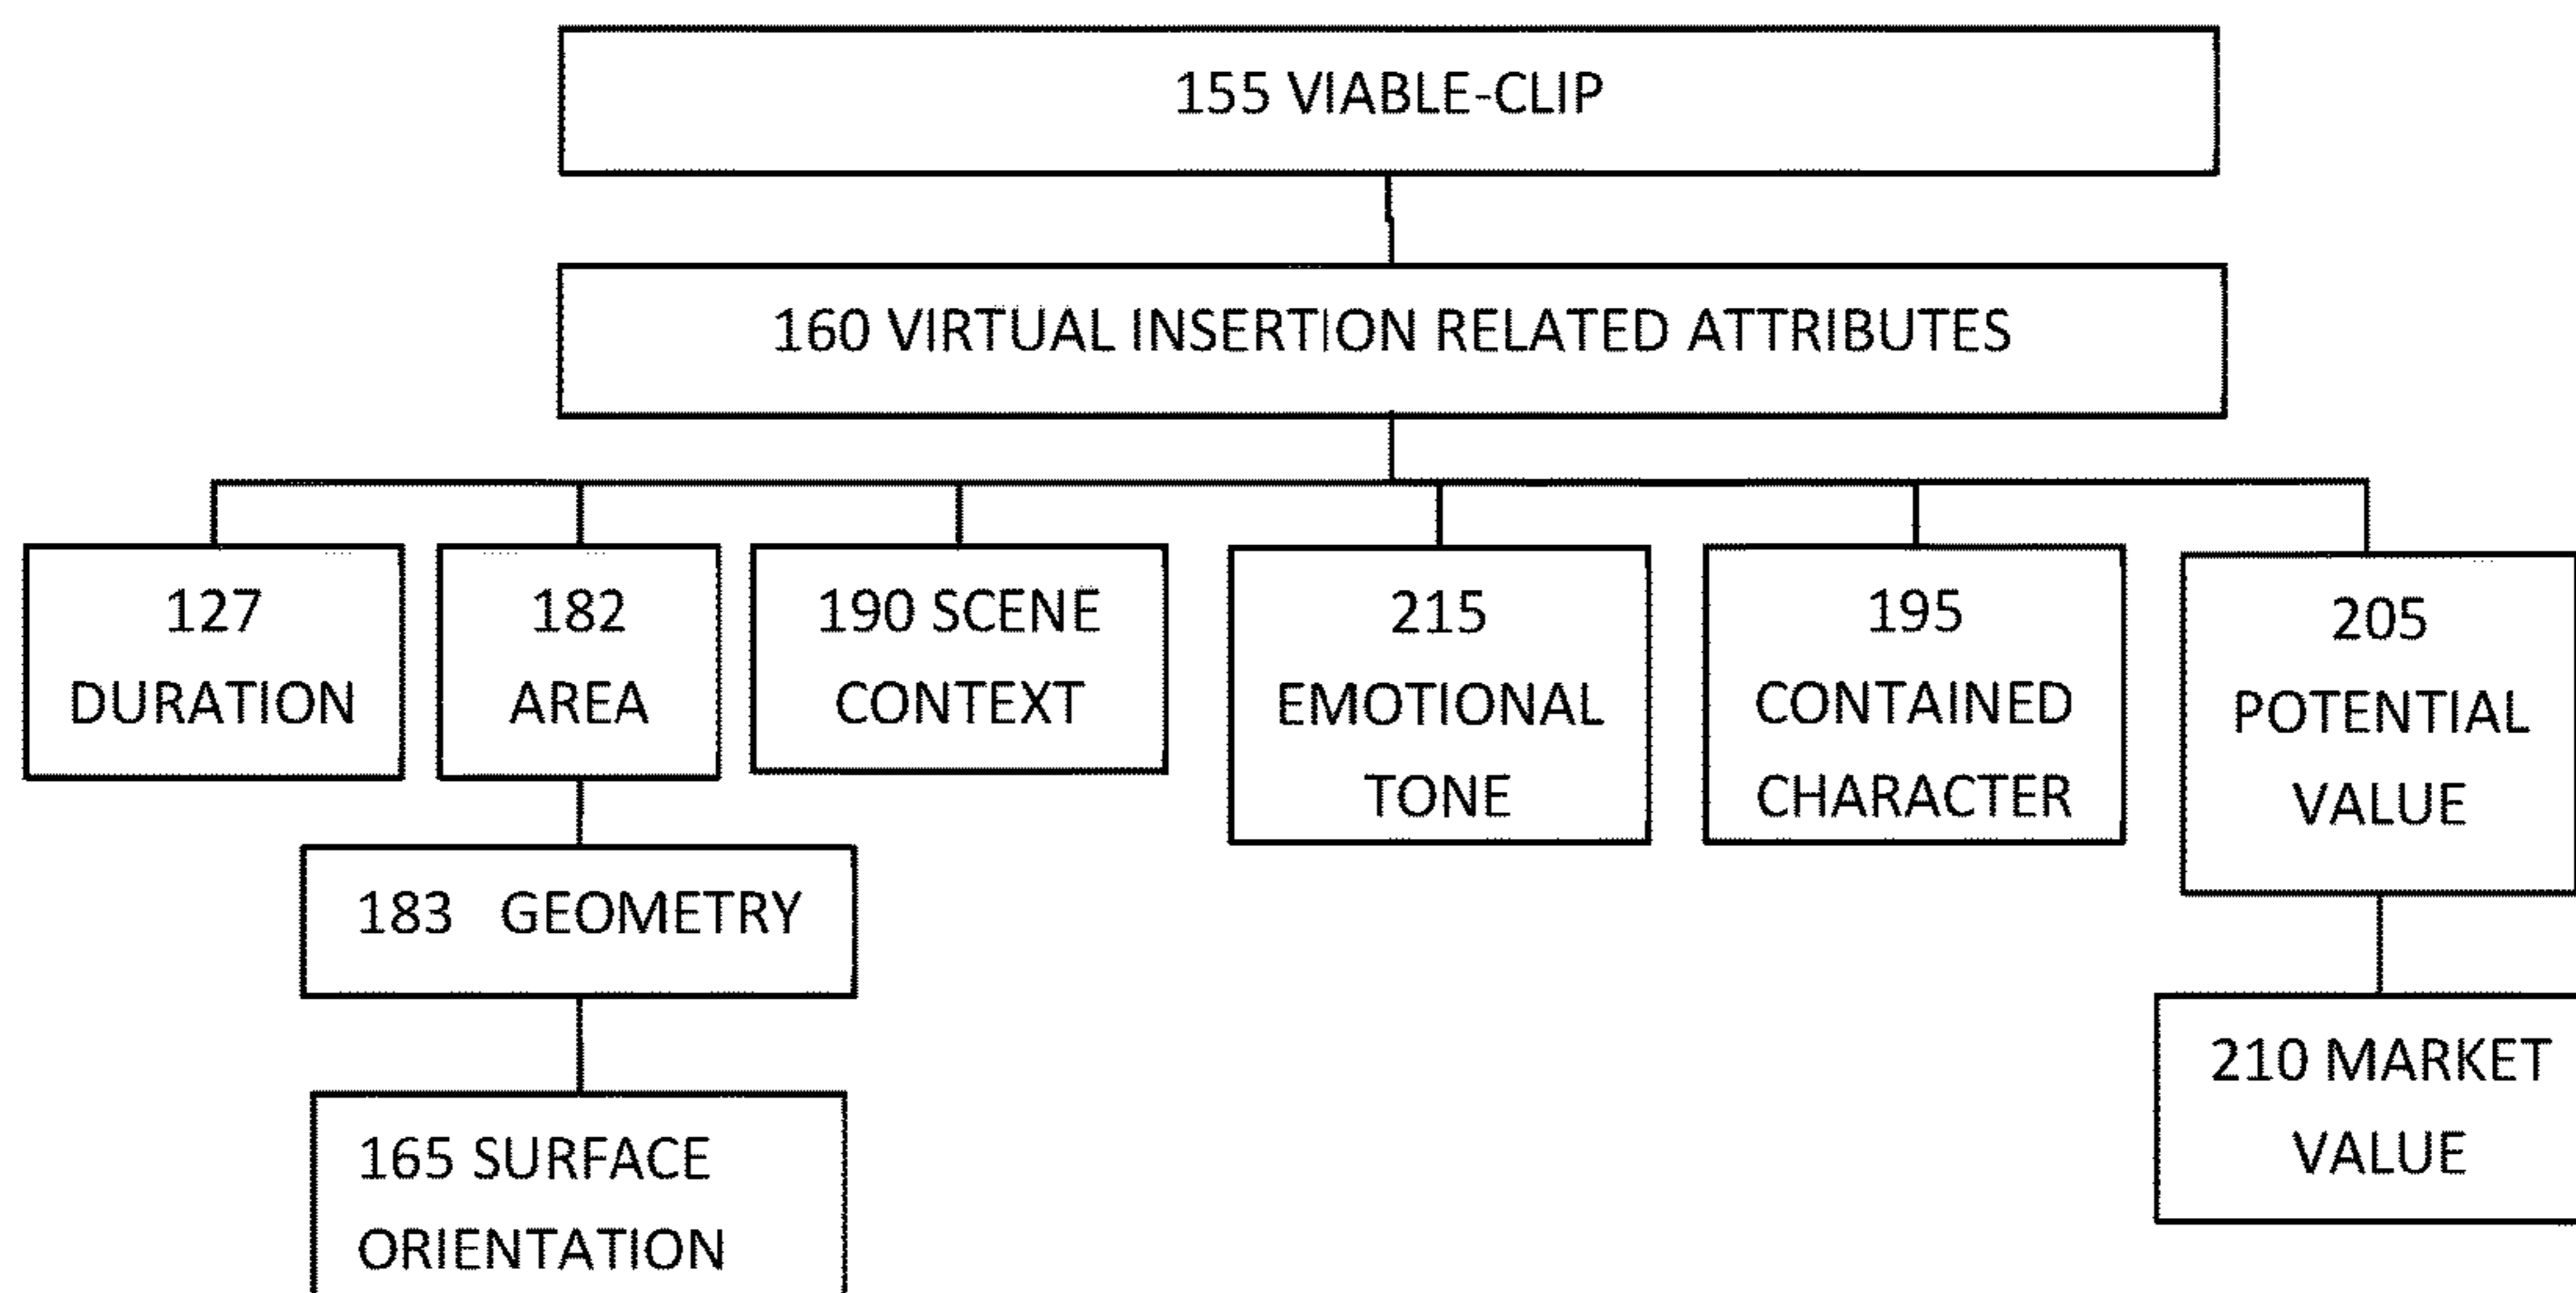 155 VIABLE-CLIP
160 VIRTUAL INSERTION RELATED ATTRIBUTES
127
DURATION
182
AREA
190 SCENE
CONTEXT
215
EMOTIONAL
TONE
195
CONTAINED
CHARACTER
205
POTENTIAL
VALUE
183 GEOMETRY
165 SURFACE
ORIENTATION
210 MARKET
VALUE